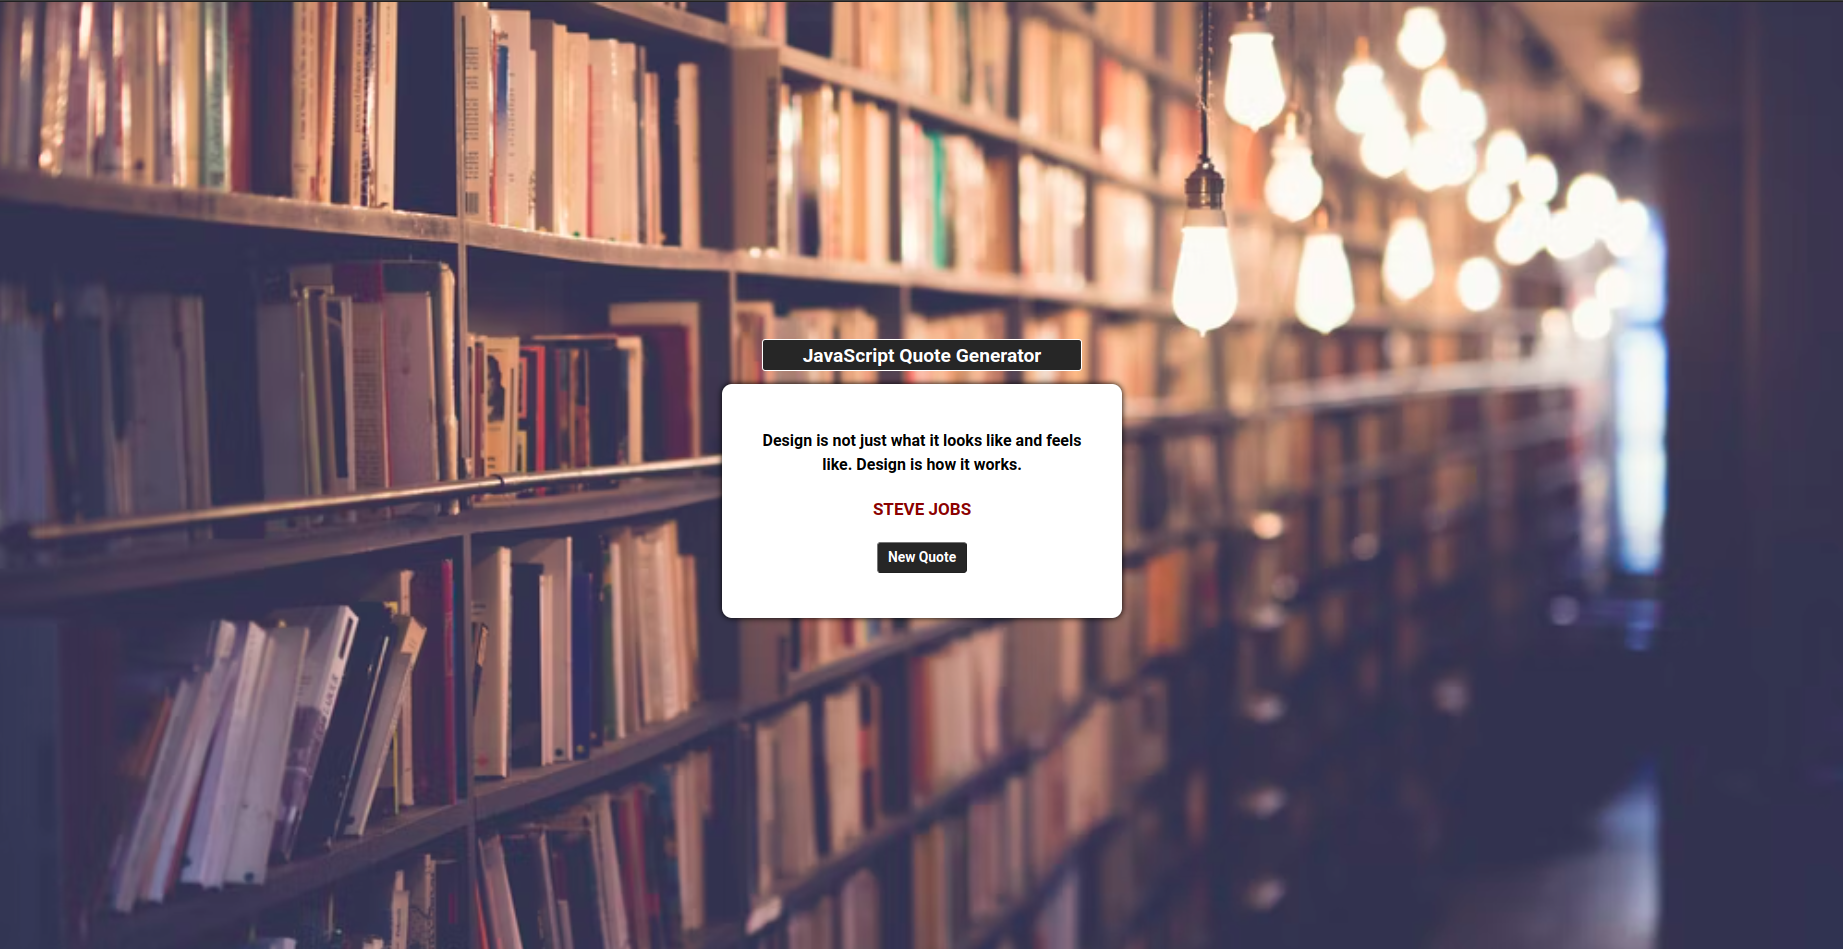 JavaScript Quote Generator
Design is not just what it looks like and feels
like. Design is how it works.
STEVE JOBS
New Quote